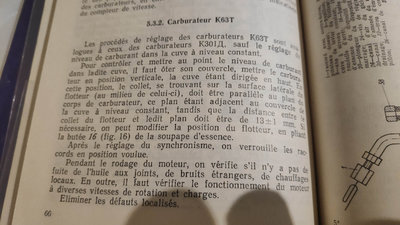 du compteur de vitesse.
5.3.2. Carburateur K63T
Les procédés de réglage des carburateurs K63T sont
logues à ceux des carburateurs K301Д, sauf le réglage
niveau de carburant dans la cuve à niveau constant.
Pour contrôler et mettre au point le niveau de carburant
dans ladite cuve, il faut ôter son couvercle, mettre le carbu-
teur en position verticale, la cuve étant dirigée en haut. En
cette position, le collet, se trouvant sur la surface latérale
flotteur (au milieu de celui-ci), doit être parallèle au plan
corps de carburateur, ce plan étant adjacent au couvercle
la cuve à niveau constant, tandis que la distance entre
collet du flotteur et ledit plan doit être de 13±1 mm.
nécessaire, on peut modifier la position du flotteur, en pliant
la butée 16 (fig. 16) de la soupape d'essence.
Après le réglage du synchronisme, on verrouille les rac-
cords en position voulue.
Pendant le rodage du moteur, on vérifie s'il n'y a pas de
fuite de l'huile aux joints, de bruits étranges, de chauffages
locaux. En outre, il faut vérifier le fonctionnement du moteur
à diverses vitesses de rotation et charges.
Eliminer les défauts localisés.
66